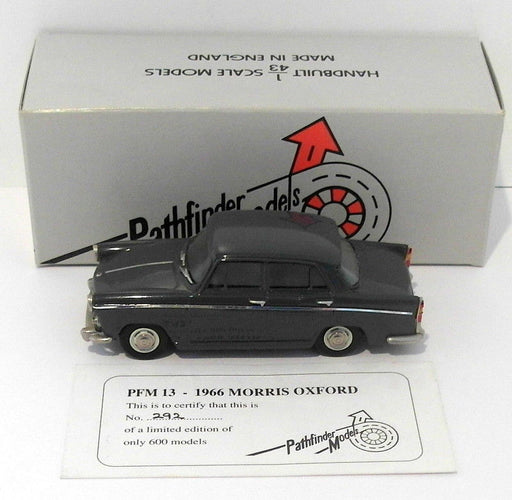 HANDBUILT 1/43 SCALE MODELS
MADE IN ENGLAND
Pathfinder Models
PFM 13 - 1966 MORRIS OXFORD
This is to certify that this is
No. ...292...............
of a limited edition of
only 600 models
Pathfinder
Models